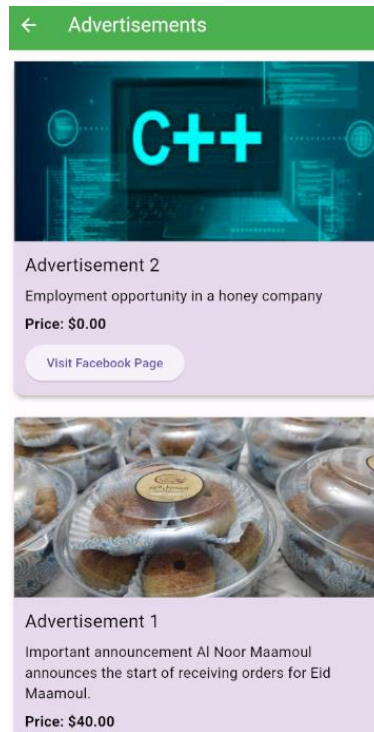 Advertisements
C++
Advertisement 2
Employment opportunity in a honey company
Price: $0.00
Visit Facebook Page
Advertisement 1
Important announcement Al Noor Maamoul
announces the start of receiving orders for Eid
Maamoul.
Price: $40.00